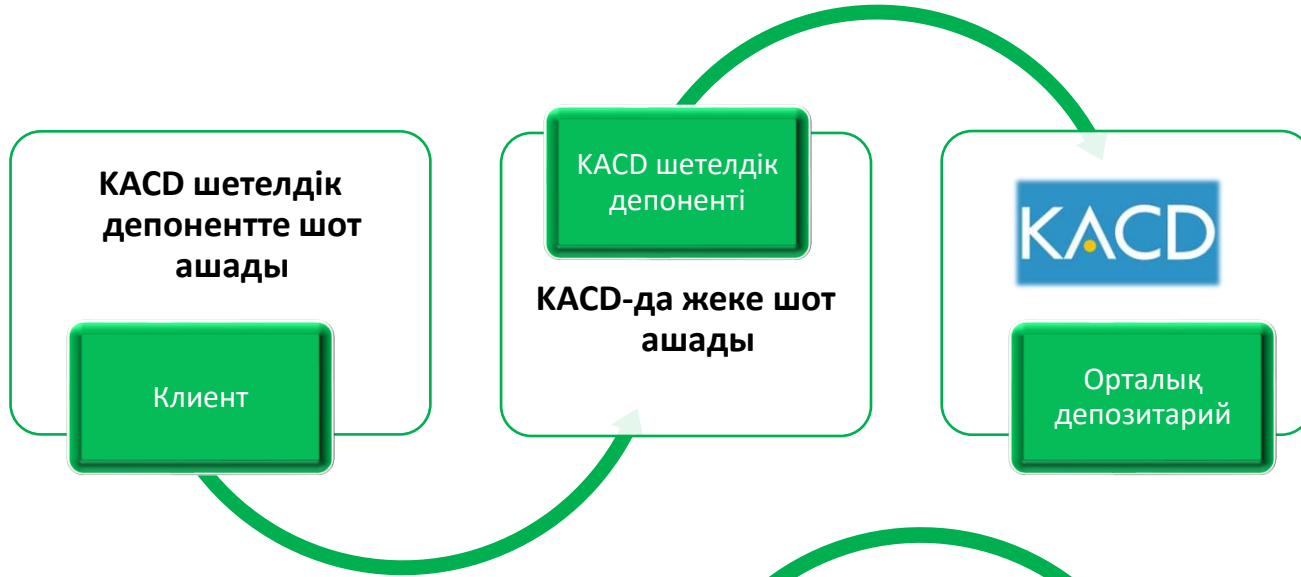 KACD шетелдік
депонентте шот
ашады
Клиент
KACD шетелдік
депоненті
KACD-да жеке шот
ашады
KACD
Орталық
депозитарий